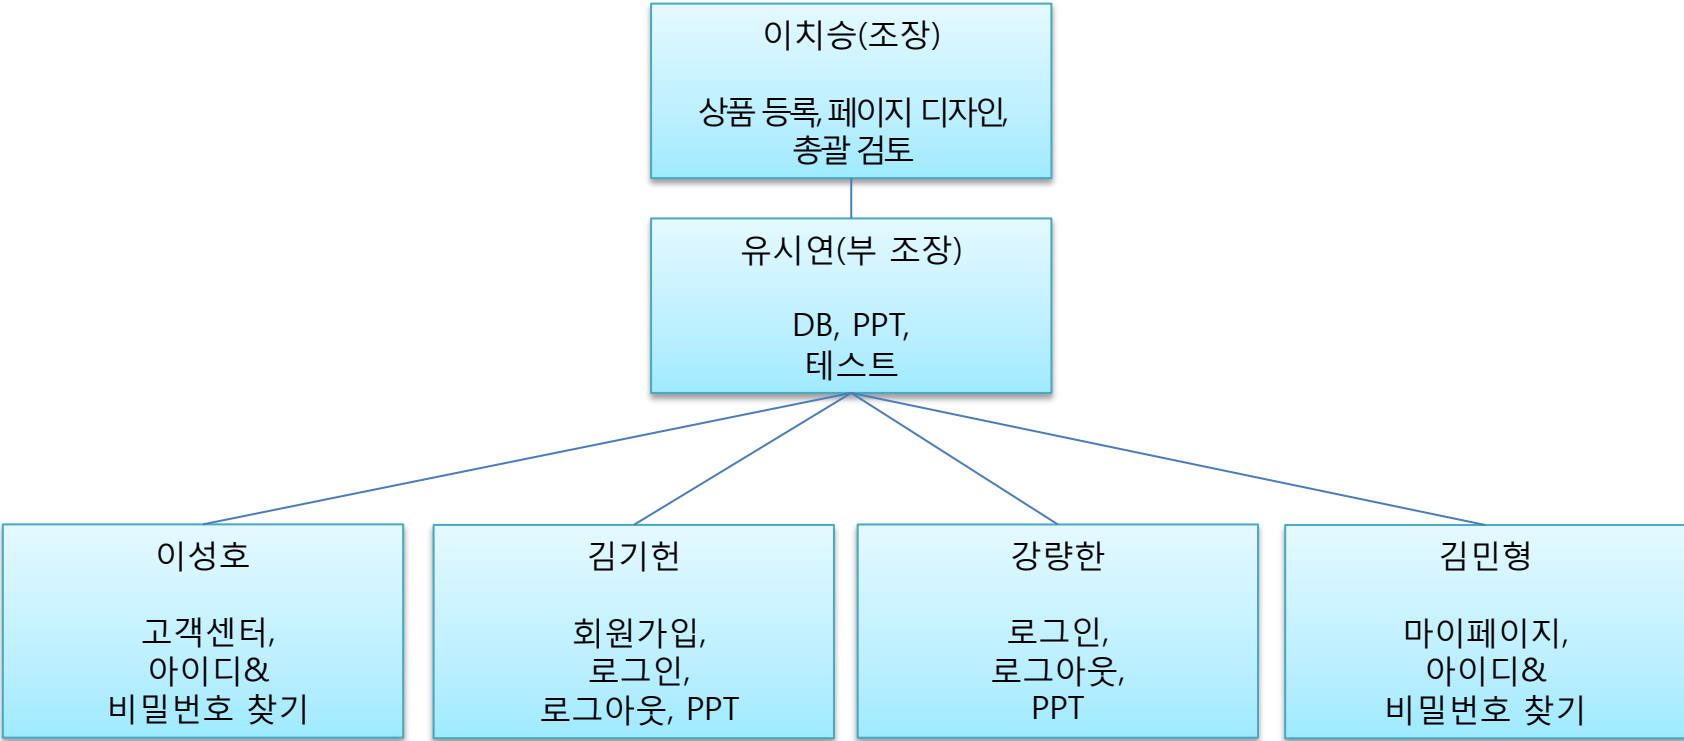 이치승(조장)
상품 등록, 페이지 디자인,
총괄 검토
유시연(부 조장)
DB, PPT,
테스트
이성호
고객센터,
아이디&
비밀번호 찾기
김기헌
회원가입,
로그인,
로그아웃, PPT
강량한
로그인,
로그아웃,
PPT
김민형
마이페이지,
아이디&
비밀번호 찾기